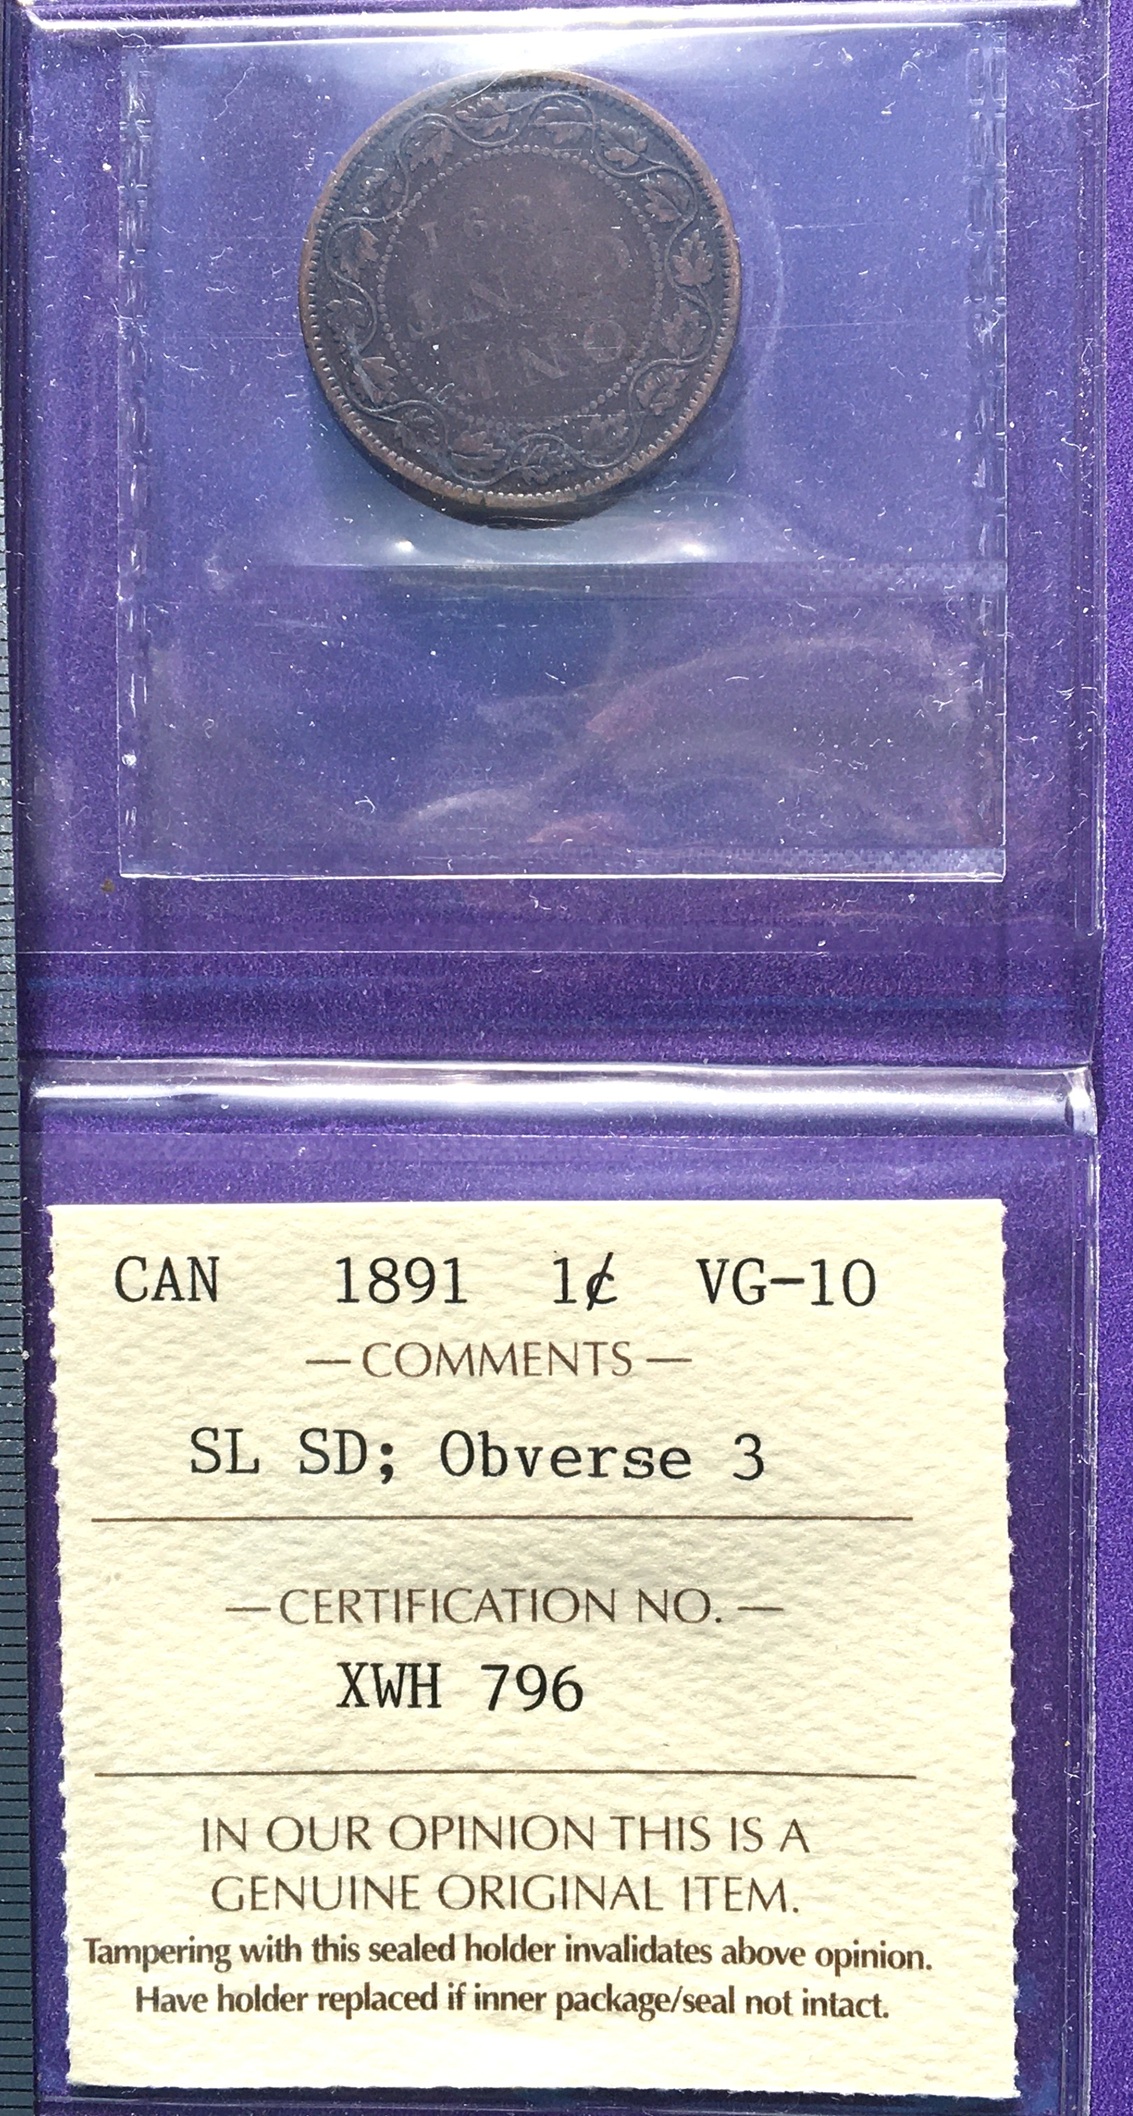 CAN 1891 1¢ VG-10
—COMMENTS—
SL SD; Obverse 3
—CERTIFICATION NO.—
XWH 796
IN OUR OPINION THIS IS A
GENUINE ORIGINAL ITEM.
Tampering with this sealed holder invalidates above opinion.
Have holder replaced if inner package/seal not intact.